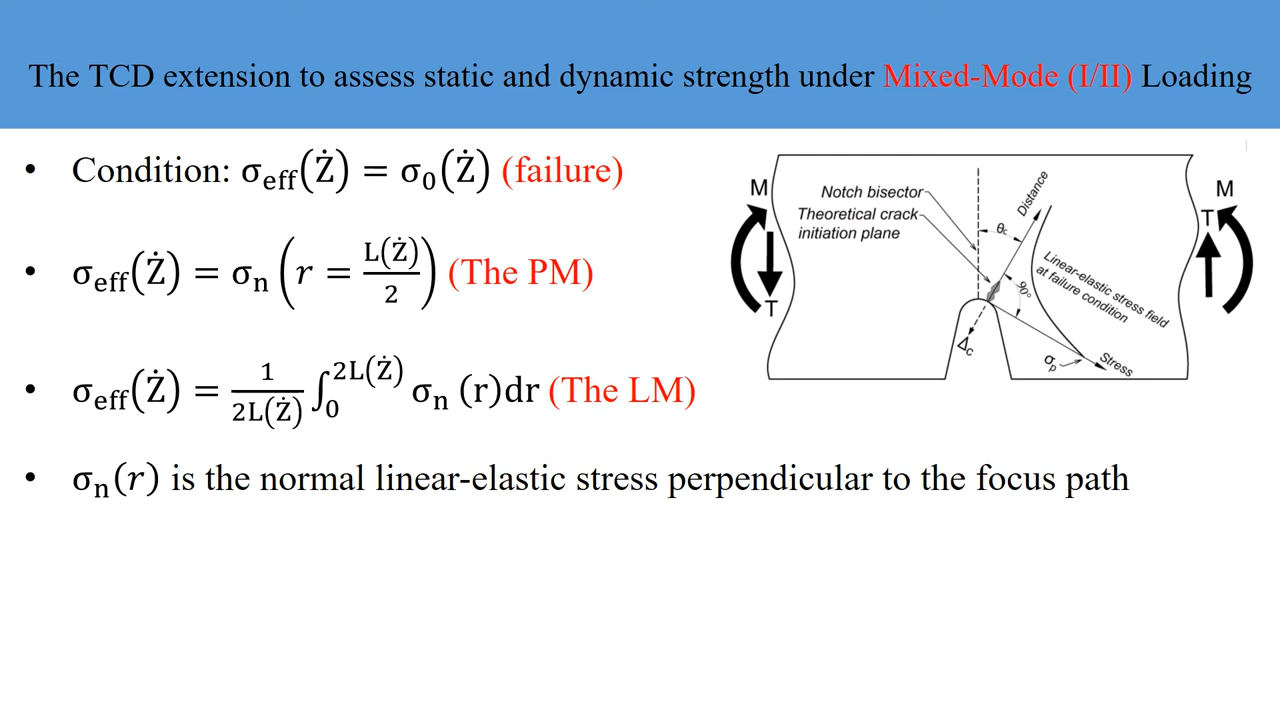 The TCD extension to assess static and dynamic strength under Mixed-Mode (I/II) Loading
• Condition: σeff(Ż) = σ0(Ż) (failure)
• σeff(Ż) = σn (r = L(Ż)/2) (The PM)
• σeff(Ż) = 1/2L(Ż) ∫₀^2L(Ż) σn (r)dr (The LM)
• σn(r) is the normal linear-elastic stress perpendicular to the focus path
M
T
Notch bisector
Theoretical crack
initiation plane
θc
Distance
90°
Linear-elastic stress field
at failure condition
Δc
σp
Stress
M
T